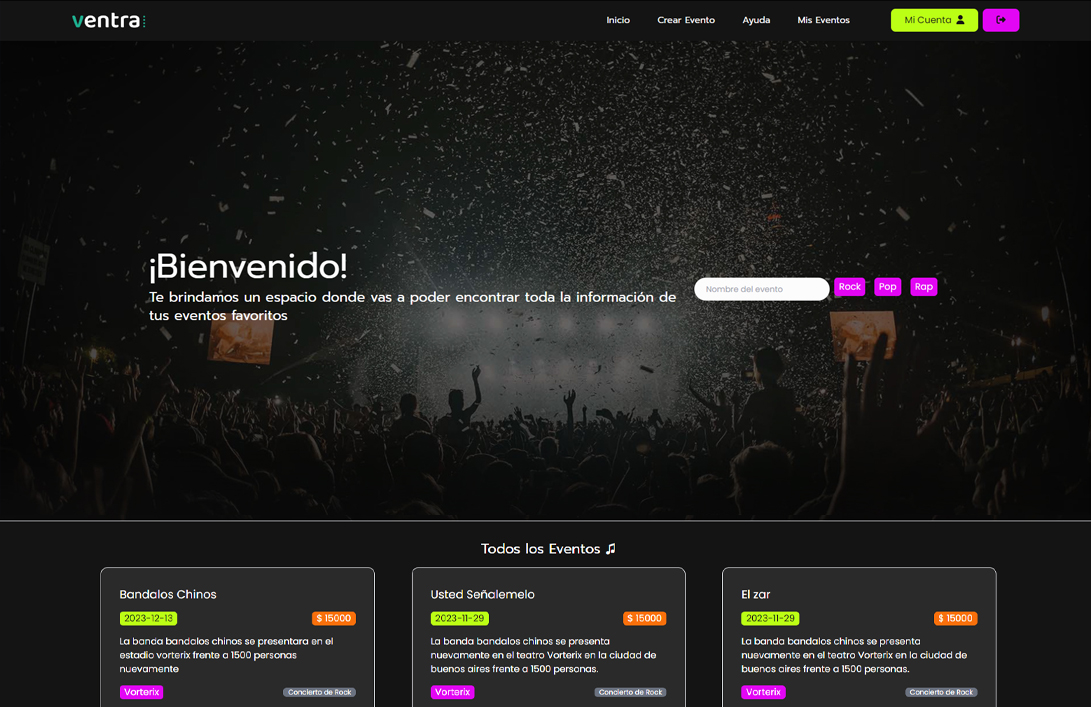 ventra
Inicio Crear Evento Ayuda Mis Eventos Mi Cuenta
¡Bienvenido!
Te brindamos un espacio donde vas a poder encontrar toda la información de
tus eventos favoritos
Nombre del evento Rock Pop Rap
Todos los Eventos
Bandalos Chinos
2023-12-13 $ 15000
La banda bandalos chinos se presentara en el
estadio vorterix frente a 1500 personas
nuevamente
Vorterix Concierto de Rock
Usted Señalemelo
2023-11-29 $ 15000
La banda bandalos chinos se presenta
nuevamente en el teatro Vorterix en la ciudad de
buenos aires frente a 1500 personas.
Vorterix Concierto de Rock
El zar
2023-11-29 $ 15000
La banda bandalos chinos se presenta
nuevamente en el teatro Vorterix en la ciudad de
buenos aires frente a 1500 personas.
Vorterix Concierto de Rock